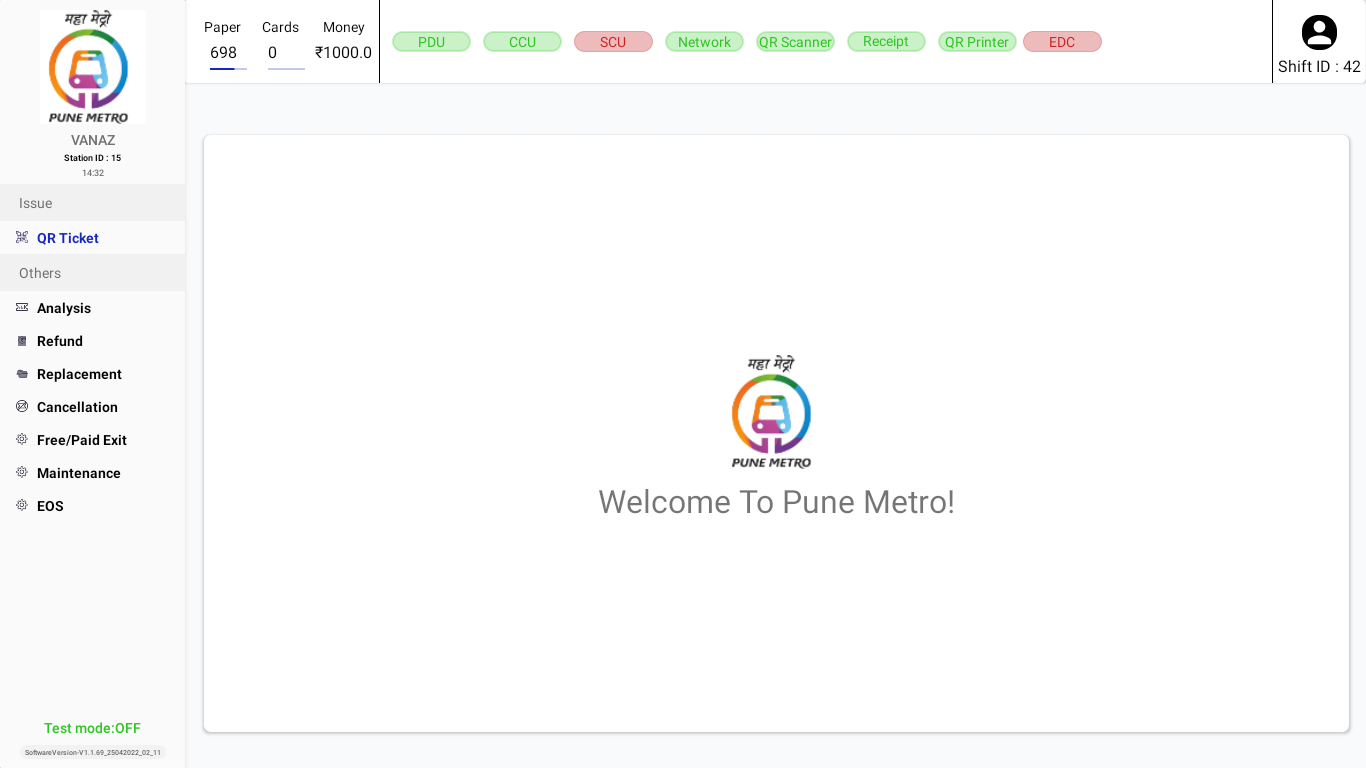 महा मेट्रो
PUNE METRO
VANAZ
Station ID : 15
14:32
Issue
QR Ticket
Others
Analysis
Refund
Replacement
Cancellation
Free/Paid Exit
Maintenance
EOS
Test mode:OFF
SoftwareVersion-V1.1.69_25042022_02_11
Paper Cards Money
698 0 ₹1000.0
PDU CCU SCU Network QR Scanner Receipt QR Printer EDC
Shift ID : 42
महा मेट्रो
PUNE METRO
Welcome To Pune Metro!